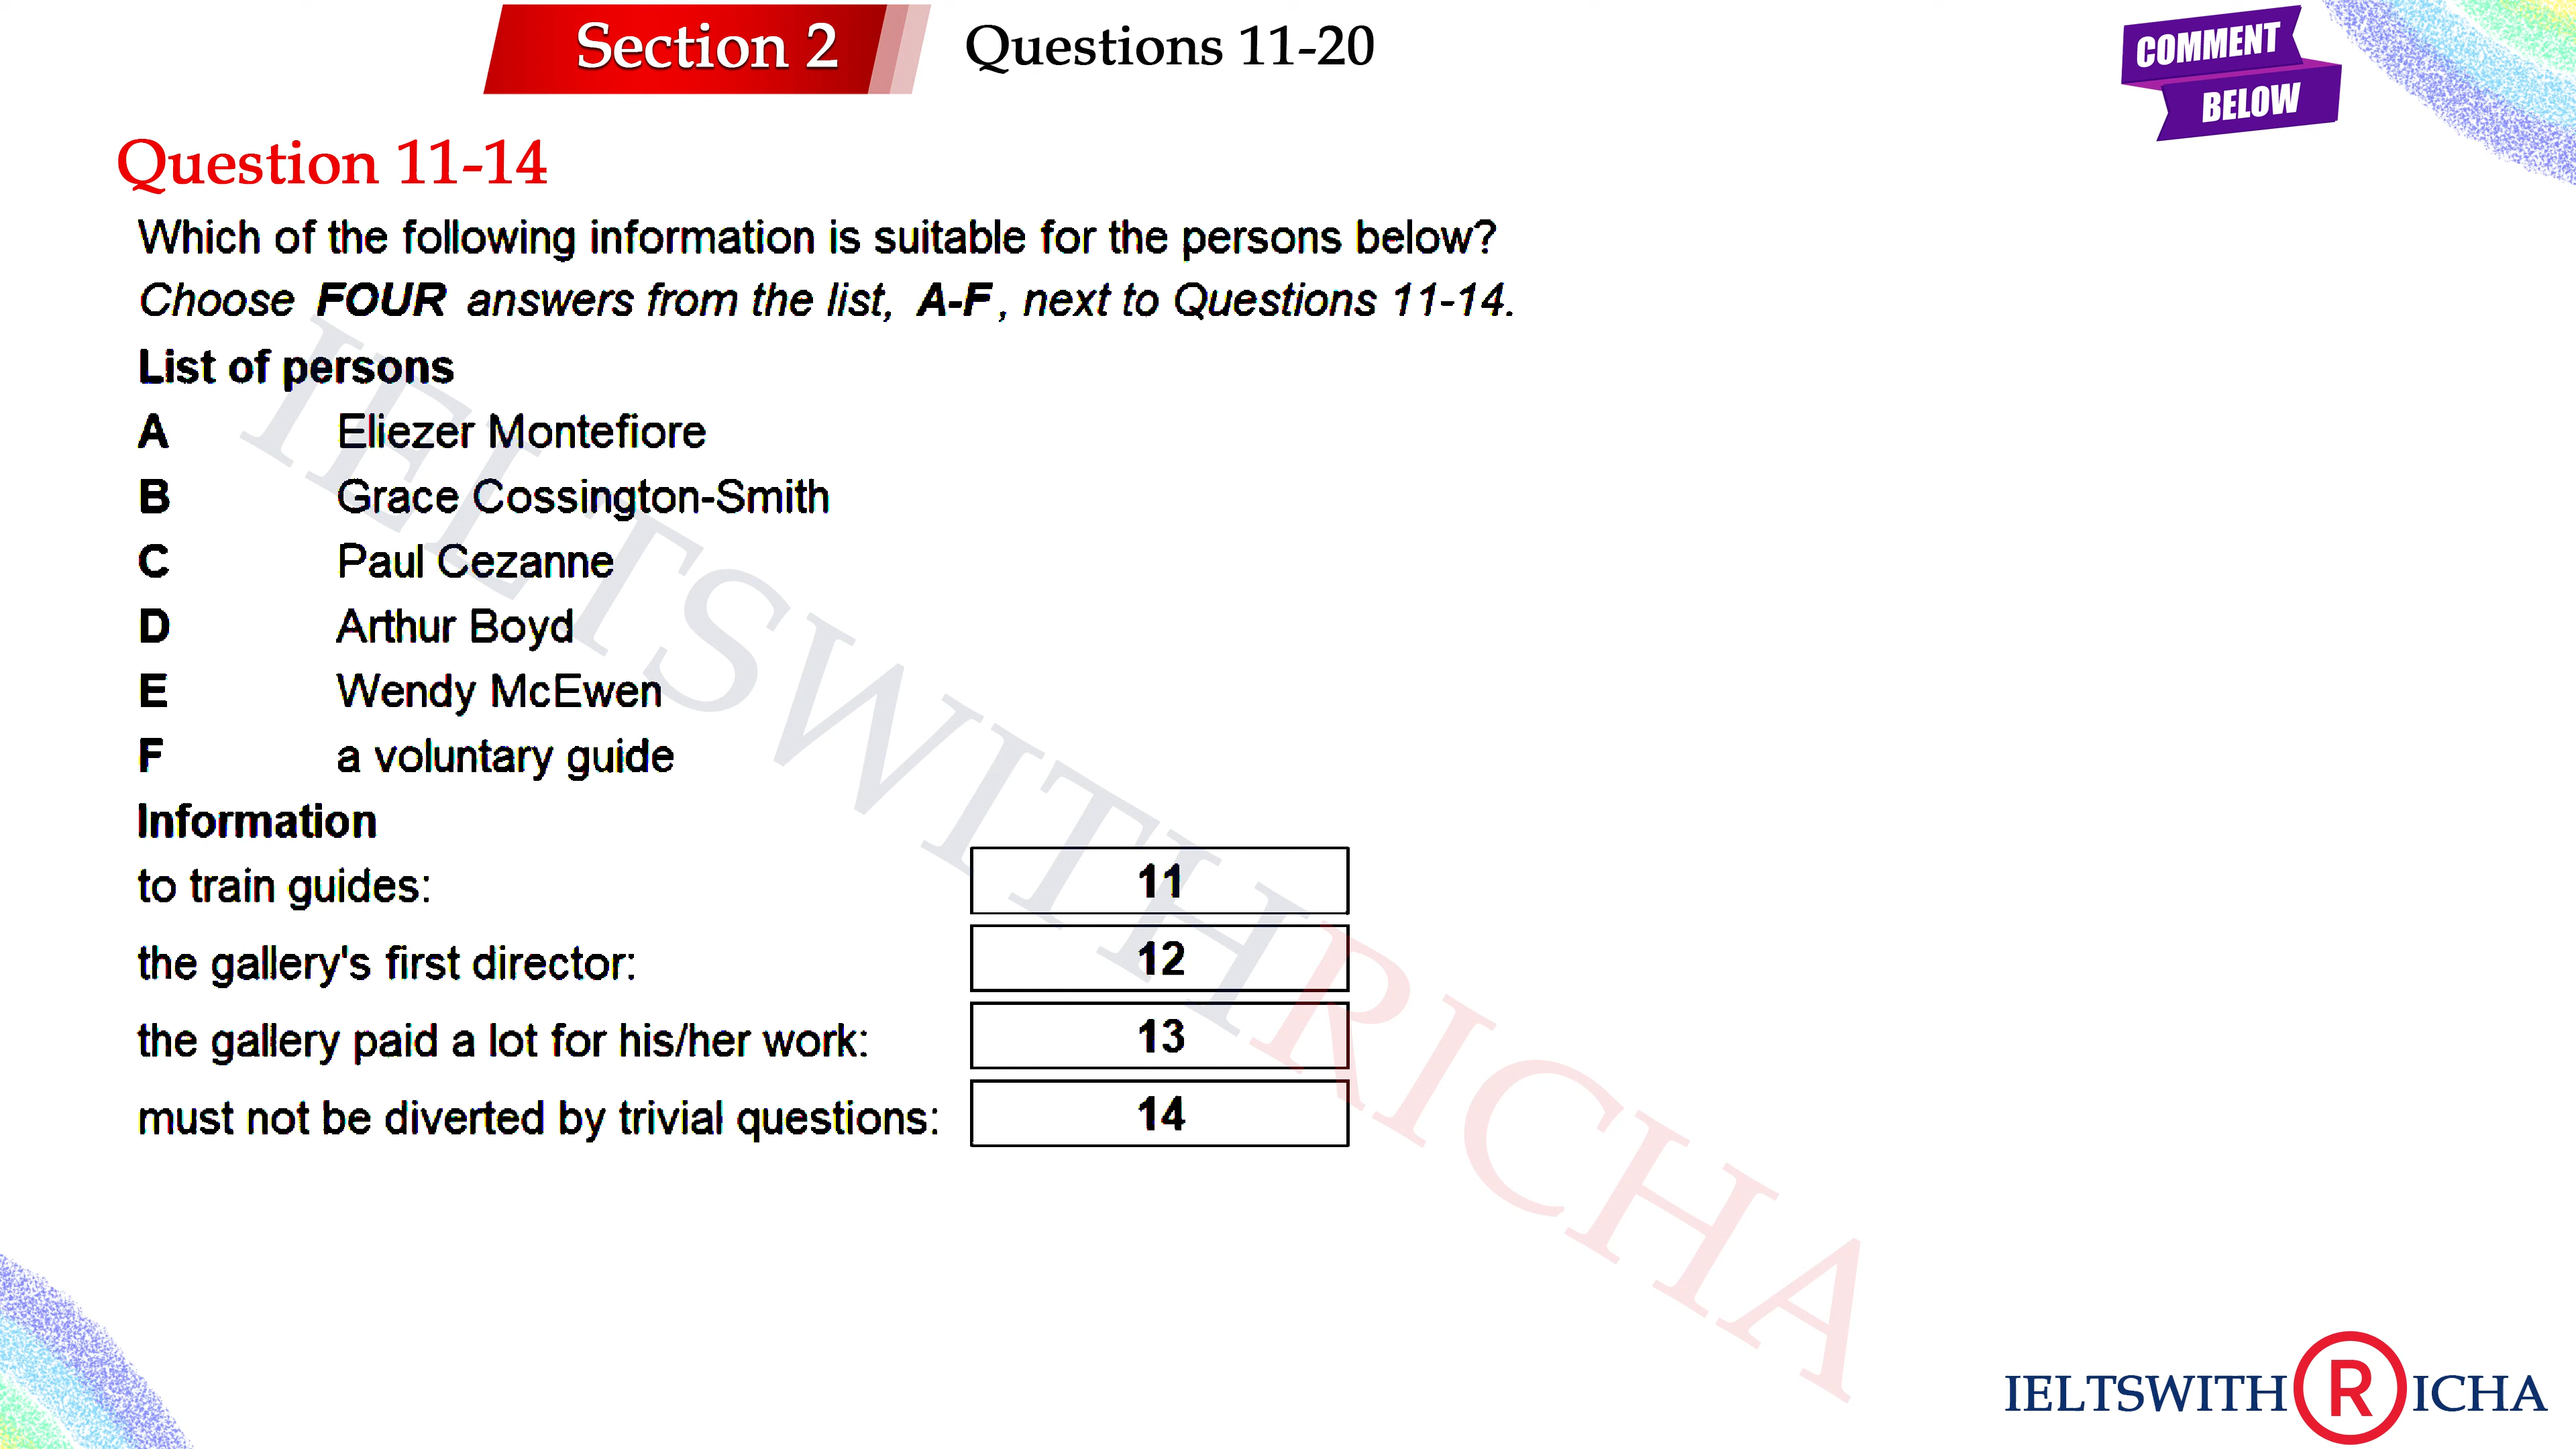 Section 2
Questions 11-20
COMMENT
BELOW
Question 11-14
Which of the following information is suitable for the persons below?
Choose FOUR answers from the list, A-F, next to Questions 11-14.
List of persons
A Eliezer Montefiore
B Grace Cossington-Smith
C Paul Cezanne
D Arthur Boyd
E Wendy McEwen
F a voluntary guide
Information
to train guides: 11
the gallery's first director: 12
the gallery paid a lot for his/her work: 13
must not be diverted by trivial questions: 14
IELTSWITHRICHA
IELTSWITHRICHA